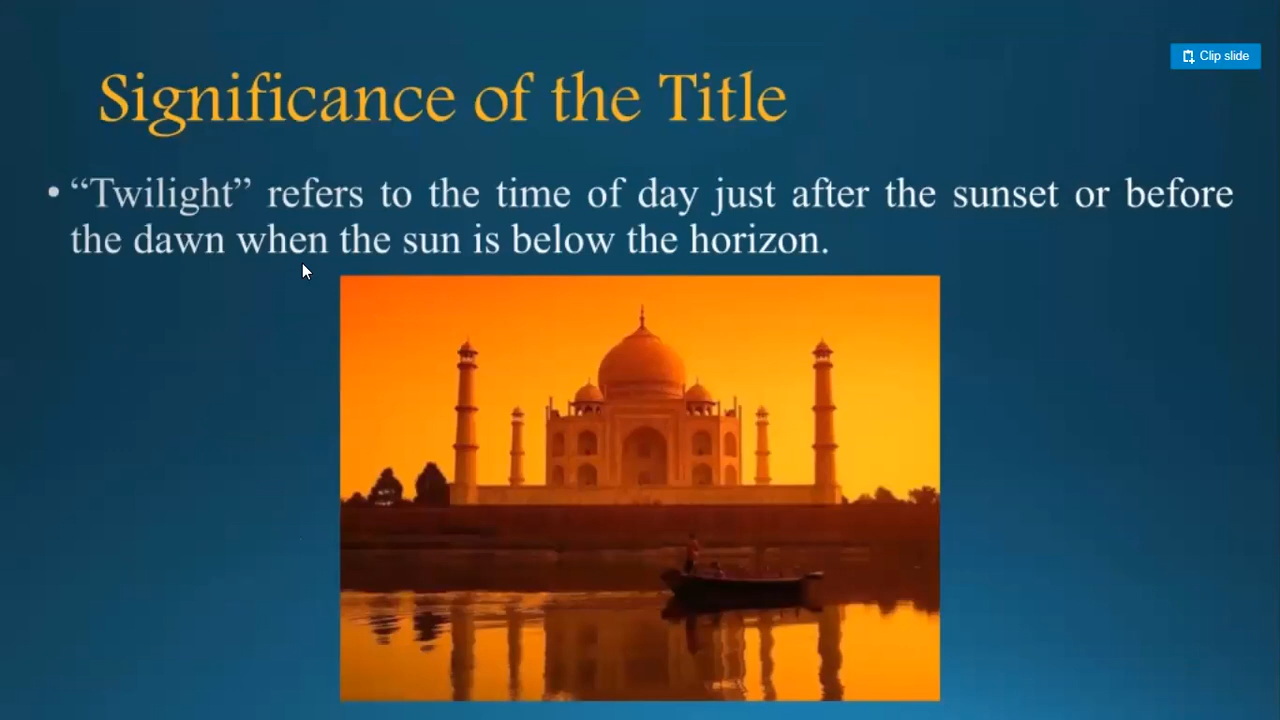 Clip slide
Significance of the Title
• “Twilight” refers to the time of day just after the sunset or before
the dawn when the sun is below the horizon.